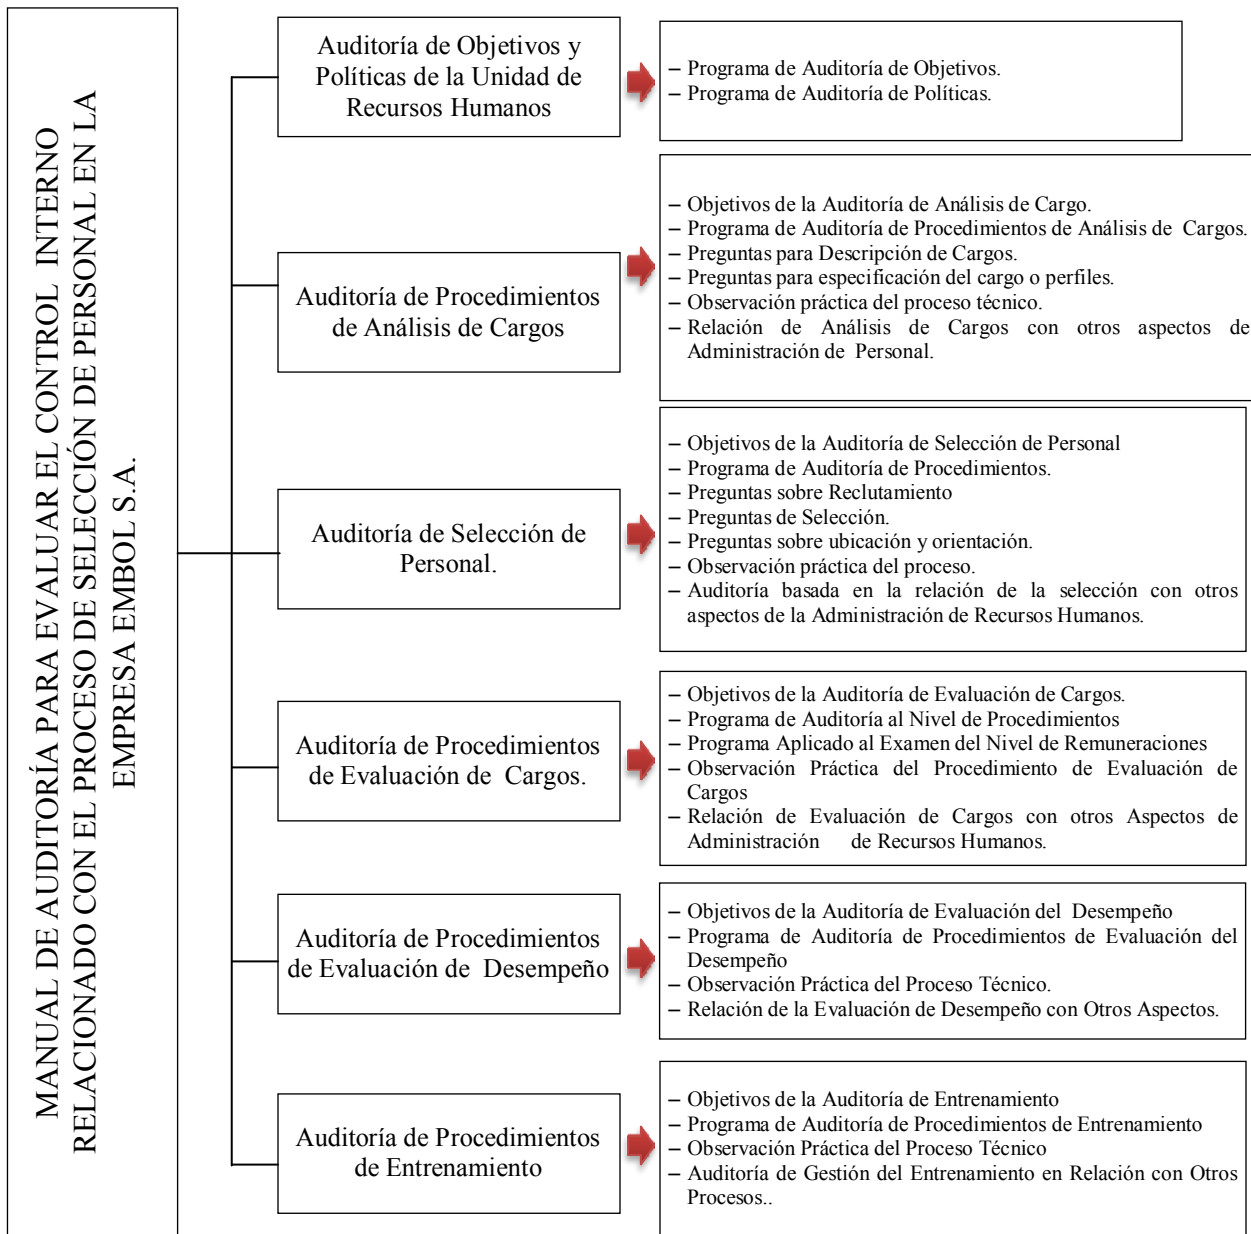 MANUAL DE AUDITORÍA PARA EVALUAR EL CONTROL INTERNO
RELACIONADO CON EL PROCESO DE SELECCIÓN DE PERSONAL EN LA
EMPRESA EMBOL S.A.
Auditoría de Objetivos y
Políticas de la Unidad de
Recursos Humanos
– Programa de Auditoría de Objetivos.
– Programa de Auditoría de Políticas.
Auditoría de Procedimientos
de Análisis de Cargos
– Objetivos de la Auditoría de Análisis de Cargo.
– Programa de Auditoría de Procedimientos de Análisis de Cargos.
– Preguntas para Descripción de Cargos.
– Preguntas para especificación del cargo o perfiles.
– Observación práctica del proceso técnico.
– Relación de Análisis de Cargos con otros aspectos de
Administración de Personal.
Auditoría de Selección de
Personal.
– Objetivos de la Auditoría de Selección de Personal
– Programa de Auditoría de Procedimientos.
– Preguntas sobre Reclutamiento
– Preguntas de Selección.
– Preguntas sobre ubicación y orientación.
– Observación práctica del proceso.
– Auditoría basada en la relación de la selección con otros
aspectos de la Administración de Recursos Humanos.
Auditoría de Procedimientos
de Evaluación de Cargos.
– Objetivos de la Auditoría de Evaluación de Cargos.
– Programa de Auditoría al Nivel de Procedimientos
– Programa Aplicado al Examen del Nivel de Remuneraciones
– Observación Práctica del Procedimiento de Evaluación de
Cargos
– Relación de Evaluación de Cargos con otros Aspectos de
Administración de Recursos Humanos.
Auditoría de Procedimientos
de Evaluación de Desempeño
– Objetivos de la Auditoría de Evaluación del Desempeño
– Programa de Auditoría de Procedimientos de Evaluación del
Desempeño
– Observación Práctica del Proceso Técnico.
– Relación de la Evaluación de Desempeño con Otros Aspectos.
Auditoría de Procedimientos
de Entrenamiento
– Objetivos de la Auditoría de Entrenamiento
– Programa de Auditoría de Procedimientos de Entrenamiento
– Observación Práctica del Proceso Técnico
– Auditoría de Gestión del Entrenamiento en Relación con Otros
Procesos..